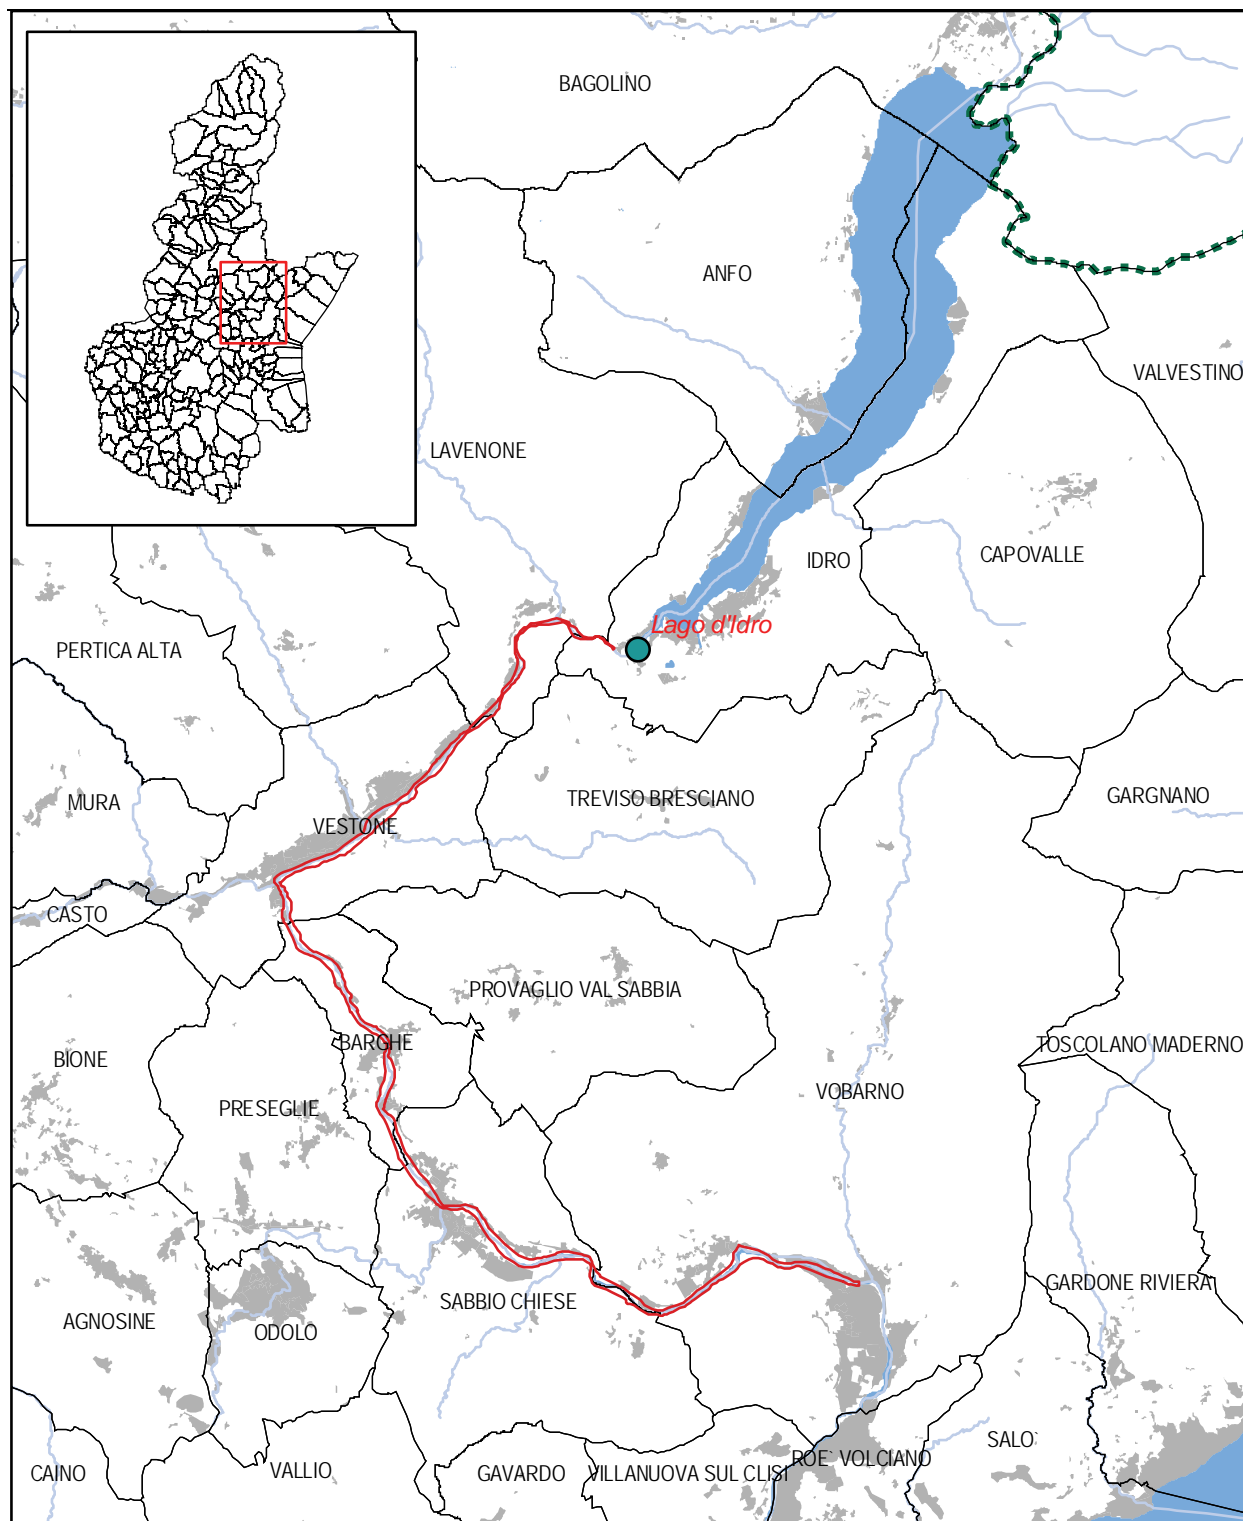 BAGOLINO
ANFO
VALVESTINO
LAVENONE
CAPOVALLE
IDRO
Lago d'Idro
PERTICA ALTA
TREVISO BRESCIANO
GARGNANO
MURA
VESTONE
CASTO
PROVAGLIO VAL SABBIA
BARGHE
TOSCOLANO MADERNO
BIONE
VOBARNO
PRESEGLIE
GARDONE RIVIERA
SABBIO CHIESE
AGNOSINE
ODOLO
SALO`
ROE` VOLCIANO
CAINO
VALLIO
GAVARDO
VILLANUOVA SUL CLISI